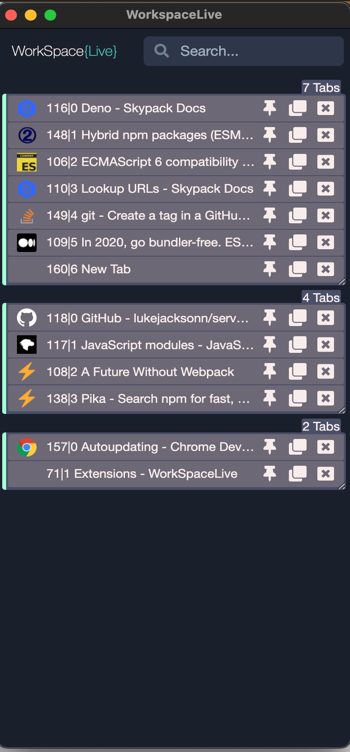 WorkspaceLive
WorkSpace{Live}
Search...
7 Tabs
116|0 Deno - Skypack Docs
148|1 Hybrid npm packages (ESM...
106|2 ECMAScript 6 compatibility ...
110|3 Lookup URLs - Skypack Docs
149|4 git - Create a tag in a GitHu...
109|5 In 2020, go bundler-free. ES...
160|6 New Tab
4 Tabs
118|0 GitHub - lukejacksonn/serv...
117|1 JavaScript modules - JavaS...
108|2 A Future Without Webpack
138|3 Pika - Search npm for fast, ...
2 Tabs
157|0 Autoupdating - Chrome Dev...
71|1 Extensions - WorkSpaceLive